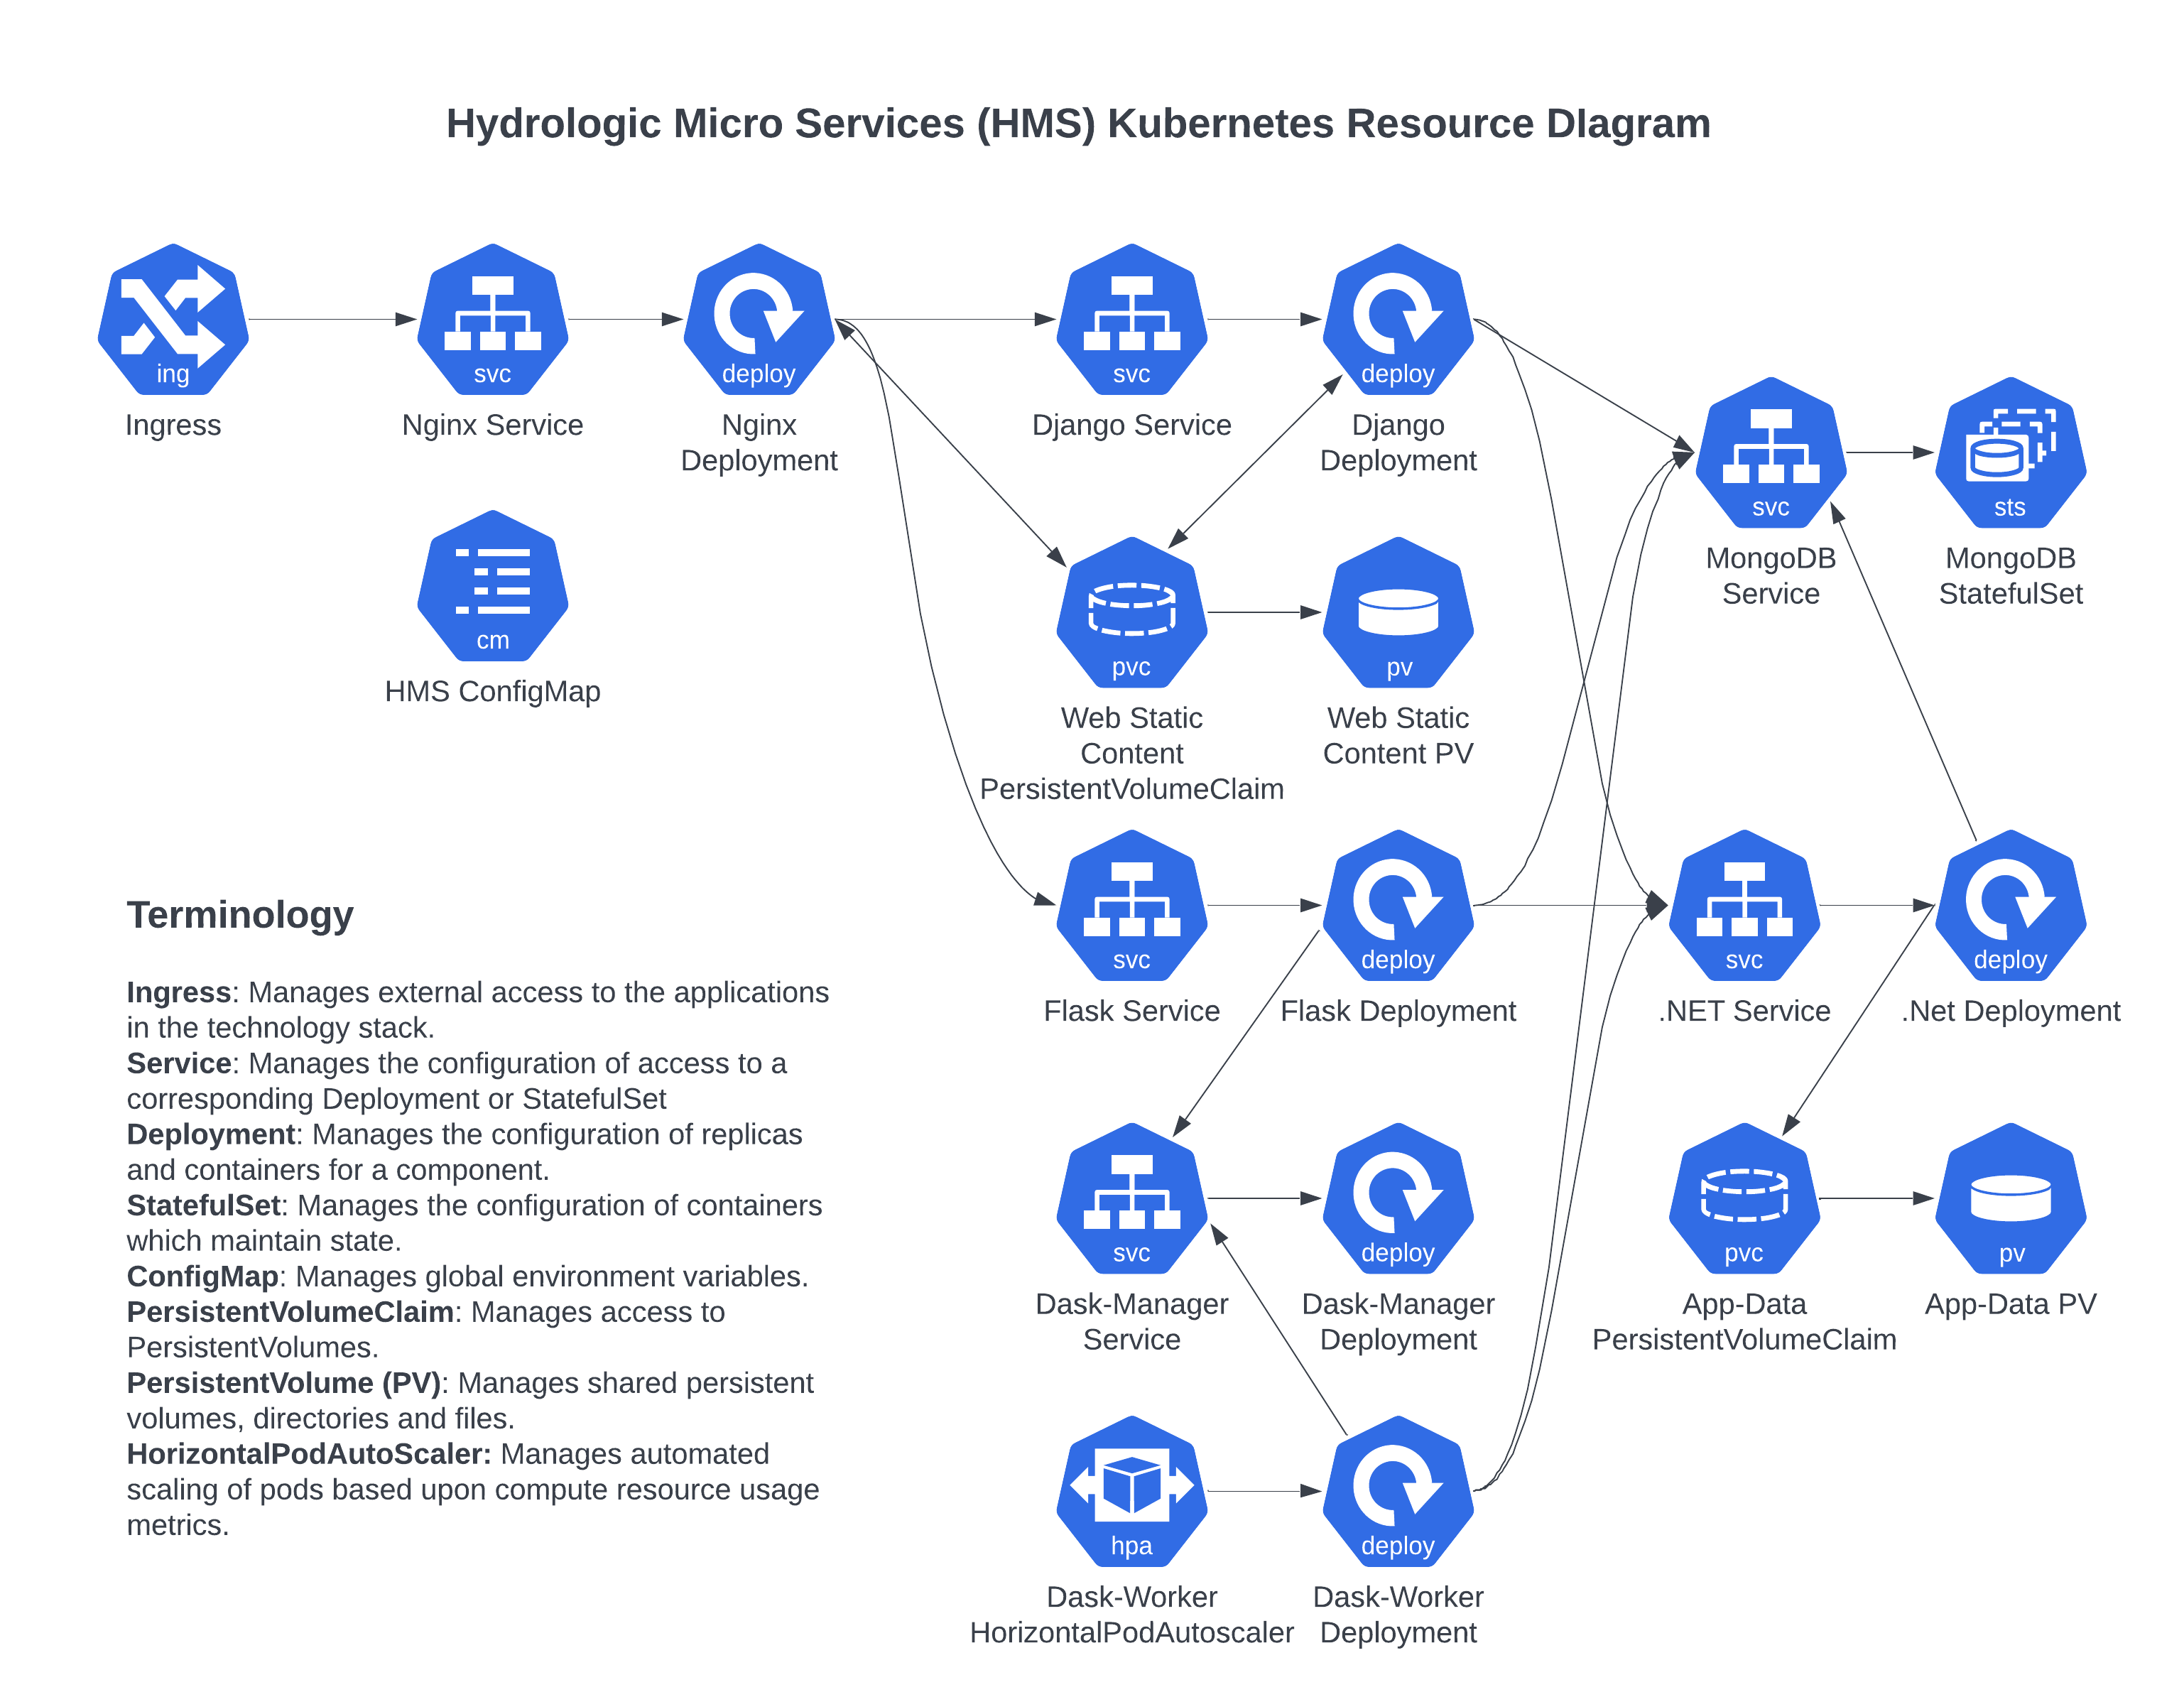 Hydrologic Micro Services (HMS) Kubernetes Resource DIagram
ing
Ingress
svc
Nginx Service
deploy
Nginx
Deployment
svc
Django Service
deploy
Django
Deployment
svc
MongoDB
Service
sts
MongoDB
StatefulSet
cm
HMS ConfigMap
pvc
Web Static
Content
PersistentVolumeClaim
pv
Web Static
Content PV
svc
Flask Service
deploy
Flask Deployment
svc
.NET Service
deploy
.Net Deployment
Terminology
Ingress: Manages external access to the applications
in the technology stack.
Service: Manages the configuration of access to a
corresponding Deployment or StatefulSet
Deployment: Manages the configuration of replicas
and containers for a component.
StatefulSet: Manages the configuration of containers
which maintain state.
ConfigMap: Manages global environment variables.
PersistentVolumeClaim: Manages access to
PersistentVolumes.
PersistentVolume (PV): Manages shared persistent
volumes, directories and files.
HorizontalPodAutoScaler: Manages automated
scaling of pods based upon compute resource usage
metrics.
svc
Dask-Manager
Service
deploy
Dask-Manager
Deployment
pvc
App-Data
PersistentVolumeClaim
pv
App-Data PV
hpa
Dask-Worker
HorizontalPodAutoscaler
deploy
Dask-Worker
Deployment